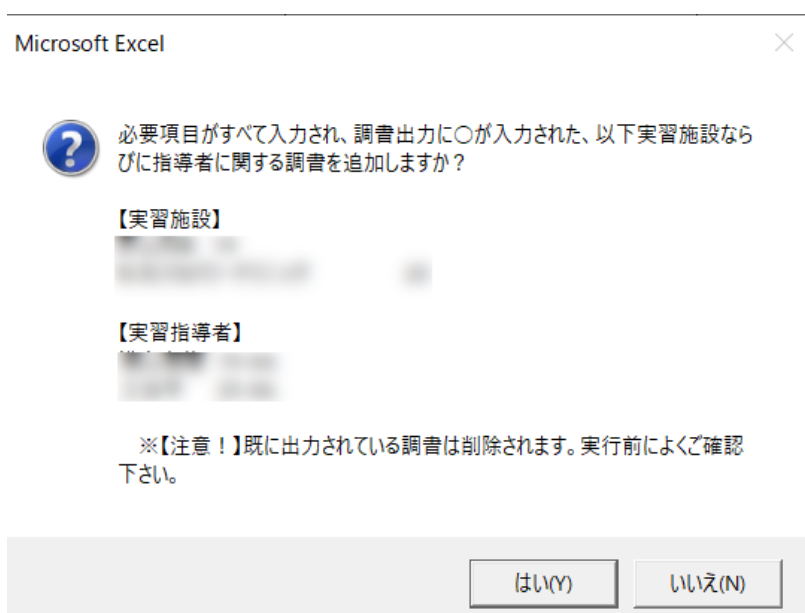 Microsoft Excel
必要項目がすべて入力され、調書出力に○が入力された、以下実習施設なら
びに指導者に関する調書を追加しますか？
【実習施設】
【実習指導者】
※【注意！】既に出力されている調書は削除されます。実行前によくご確認
下さい。
はい(Y)
いいえ(N)